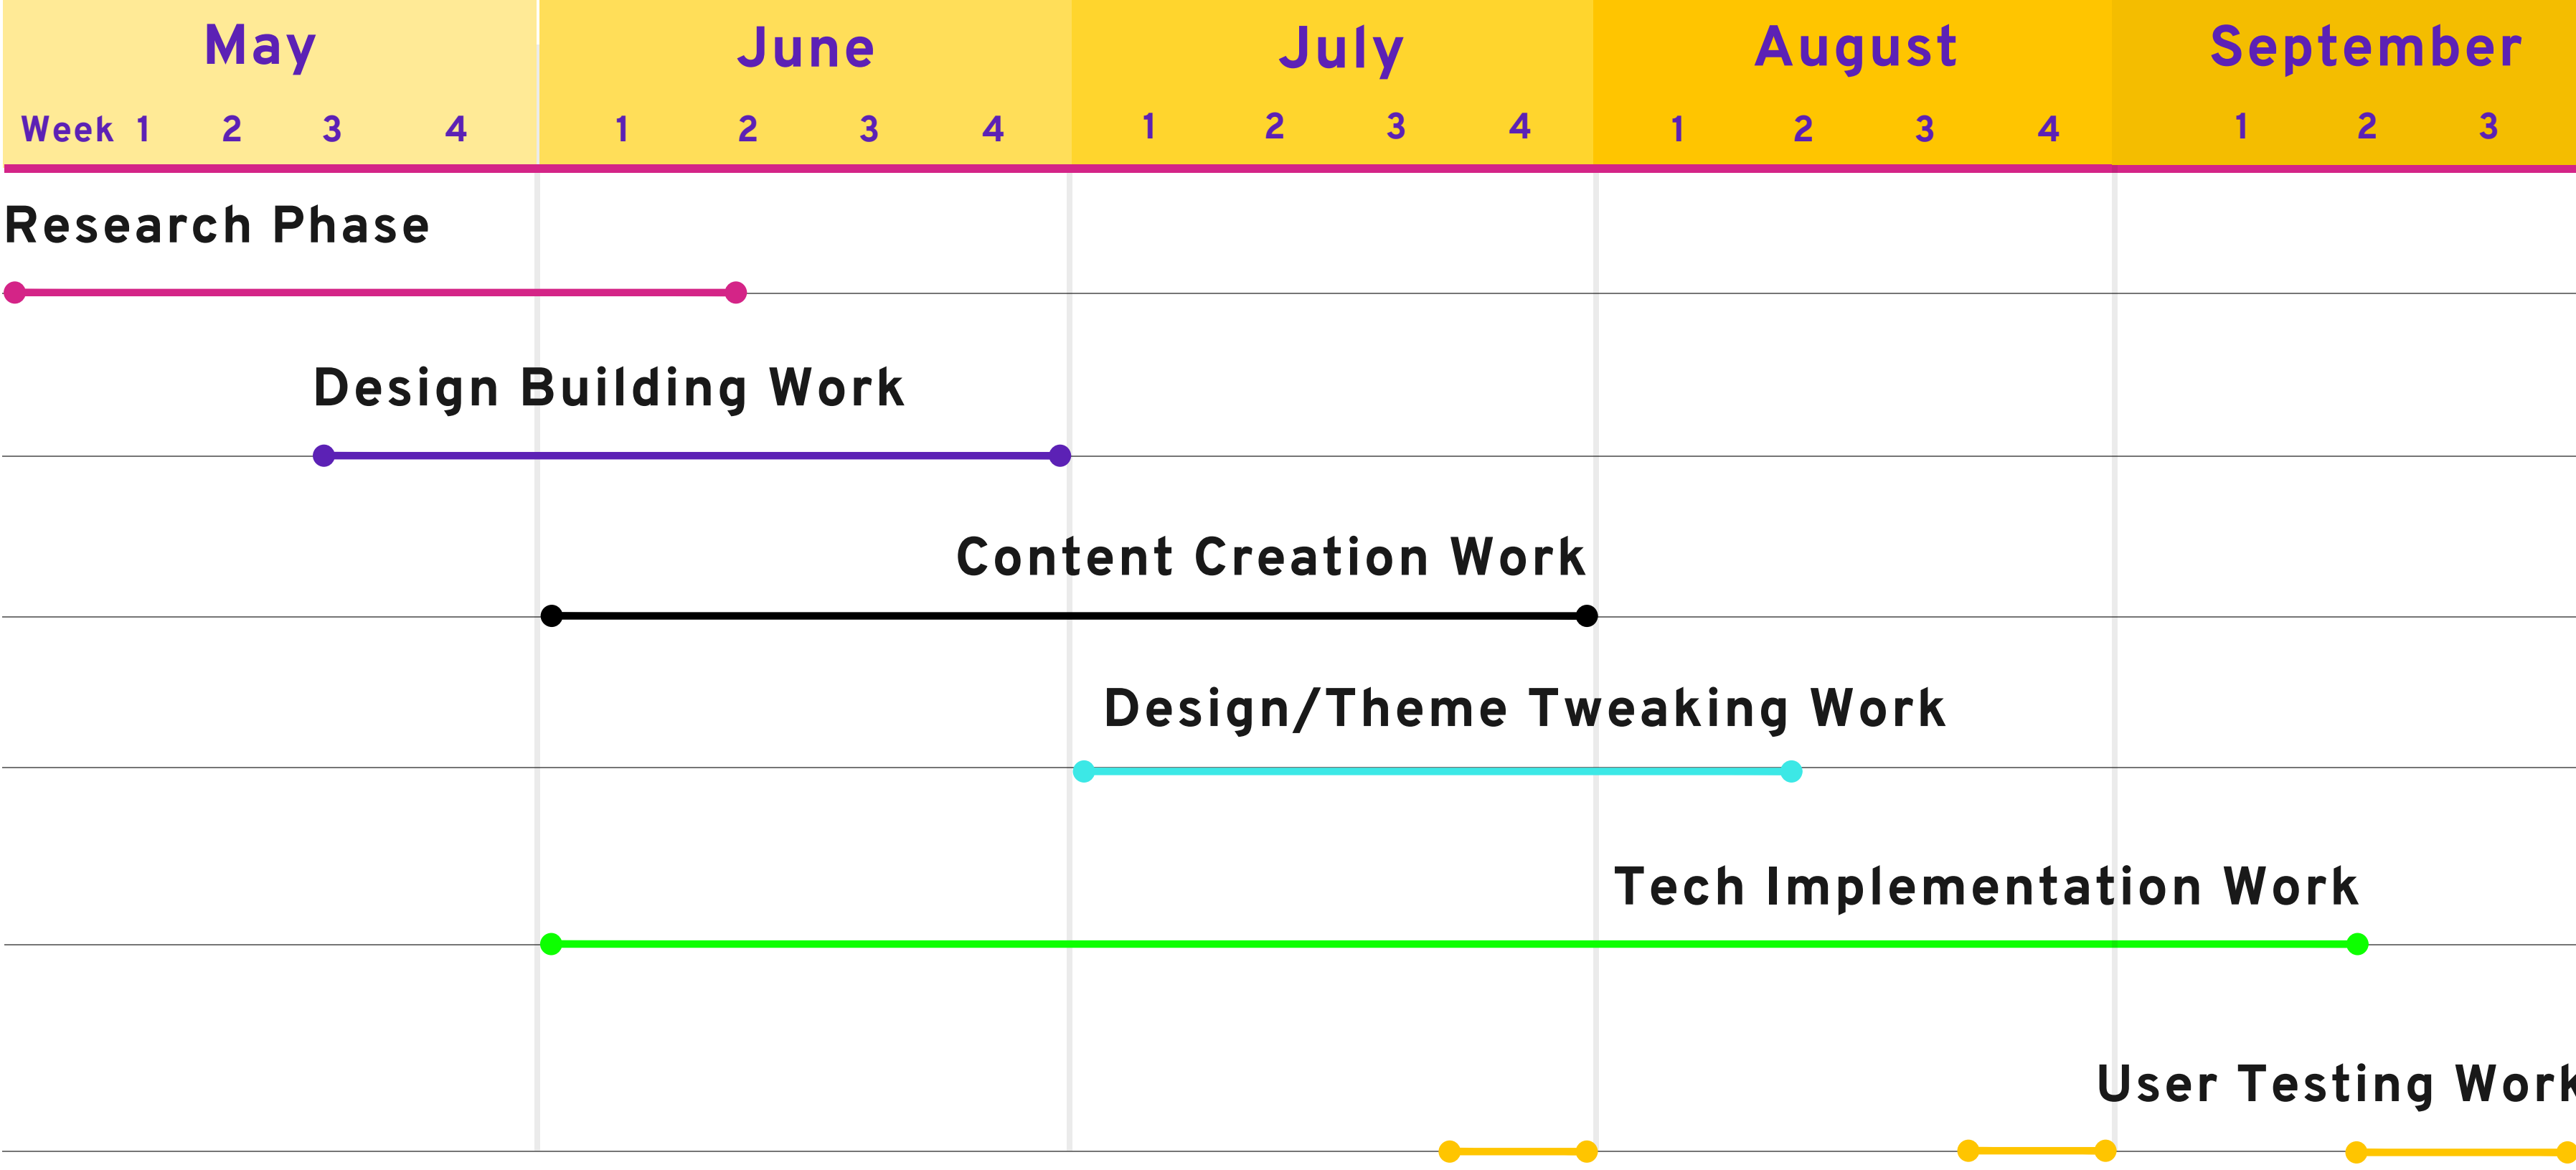 May June July August September
Week 1 2 3 4 1 2 3 4 1 2 3 4 1 2 3 4 1 2 3
Research Phase
Design Building Work
Content Creation Work
Design/Theme Tweaking Work
Tech Implementation Work
User Testing Work